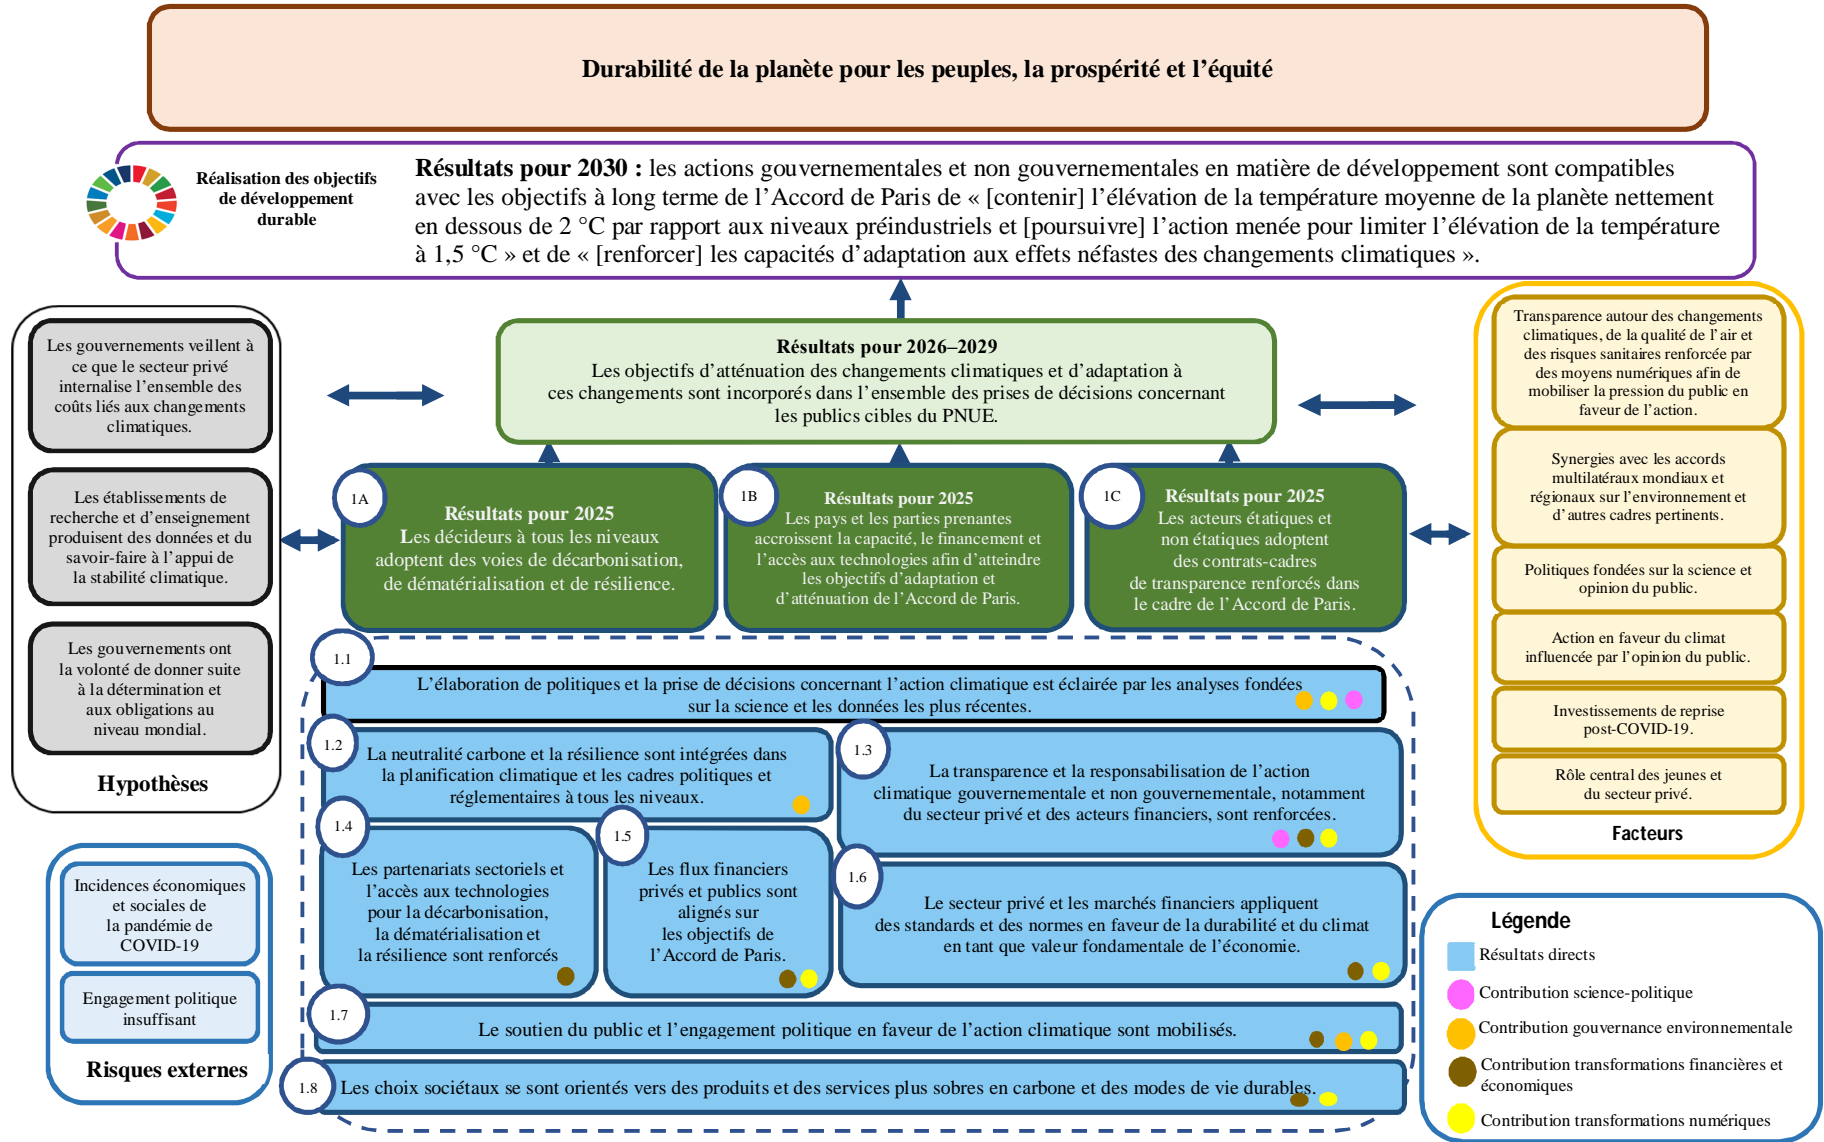 Durabilité de la planète pour les peuples, la prospérité et l’équité
Réalisation des objectifs
de développement
durable
Résultats pour 2030 : les actions gouvernementales et non gouvernementales en matière de développement sont compatibles
avec les objectifs à long terme de l’Accord de Paris de « [contenir] l’élévation de la température moyenne de la planète nettement
en dessous de 2 °C par rapport aux niveaux préindustriels et [poursuivre] l’action menée pour limiter l’élévation de la température
à 1,5 °C » et de « [renforcer] les capacités d’adaptation aux effets néfastes des changements climatiques ».
Les gouvernements veillent à
ce que le secteur privé
internalise l’ensemble des
coûts liés aux changements
climatiques.
Les établissements de
recherche et d’enseignement
produisent des données et du
savoir-faire à l’appui de
la stabilité climatique.
Les gouvernements ont
la volonté de donner suite
à la détermination et
aux obligations au
niveau mondial.
Hypothèses
Incidences économiques
et sociales de
la pandémie de
COVID-19
Engagement politique
insuffisant
Risques externes
Résultats pour 2026–2029
Les objectifs d’atténuation des changements climatiques et d’adaptation à
ces changements sont incorporés dans l’ensemble des prises de décisions concernant
les publics cibles du PNUE.
1A
Résultats pour 2025
Les décideurs à tous les niveaux
adoptent des voies de décarbonisation,
de dématérialisation et de résilience.
1B
Résultats pour 2025
Les pays et les parties prenantes
accroissent la capacité, le financement et
l’accès aux technologies afin d’atteindre
les objectifs d’adaptation et
d’atténuation de l’Accord de Paris.
1C
Résultats pour 2025
Les acteurs étatiques et
non étatiques adoptent
des contrats-cadres
de transparence renforcés dans
le cadre de l’Accord de Paris.
1.1
L’élaboration de politiques et la prise de décisions concernant l’action climatique est éclairée par les analyses fondées
sur la science et les données les plus récentes.
1.2
La neutralité carbone et la résilience sont intégrées dans
la planification climatique et les cadres politiques et
réglementaires à tous les niveaux.
1.3
La transparence et la responsabilisation de l’action
climatique gouvernementale et non gouvernementale, notamment
du secteur privé et des acteurs financiers, sont renforcées.
1.4
Les partenariats sectoriels et
l’accès aux technologies
pour la décarbonisation,
la dématérialisation et
la résilience sont renforcés
1.5
Les flux financiers
privés et publics sont
alignés sur
les objectifs de
l’Accord de Paris.
1.6
Le secteur privé et les marchés financiers appliquent
des standards et des normes en faveur de la durabilité et du climat
en tant que valeur fondamentale de l’économie.
1.7
Le soutien du public et l’engagement politique en faveur de l’action climatique sont mobilisés.
1.8
Les choix sociétaux se sont orientés vers des produits et des services plus sobres en carbone et des modes de vie durables.
Transparence autour des changements
climatiques, de la qualité de l’air et
des risques sanitaires renforcée par
des moyens numériques afin de
mobiliser la pression du public en
faveur de l’action.
Synergies avec les accords
multilatéraux mondiaux et
régionaux sur l’environnement et
d’autres cadres pertinents.
Politiques fondées sur la science et
opinion du public.
Action en faveur du climat
influencée par l’opinion du public.
Investissements de reprise
post-COVID-19.
Rôle central des jeunes et
du secteur privé.
Facteurs
Légende
Résultats directs
Contribution science-politique
Contribution gouvernance environnementale
Contribution transformations financières et
économiques
Contribution transformations numériques